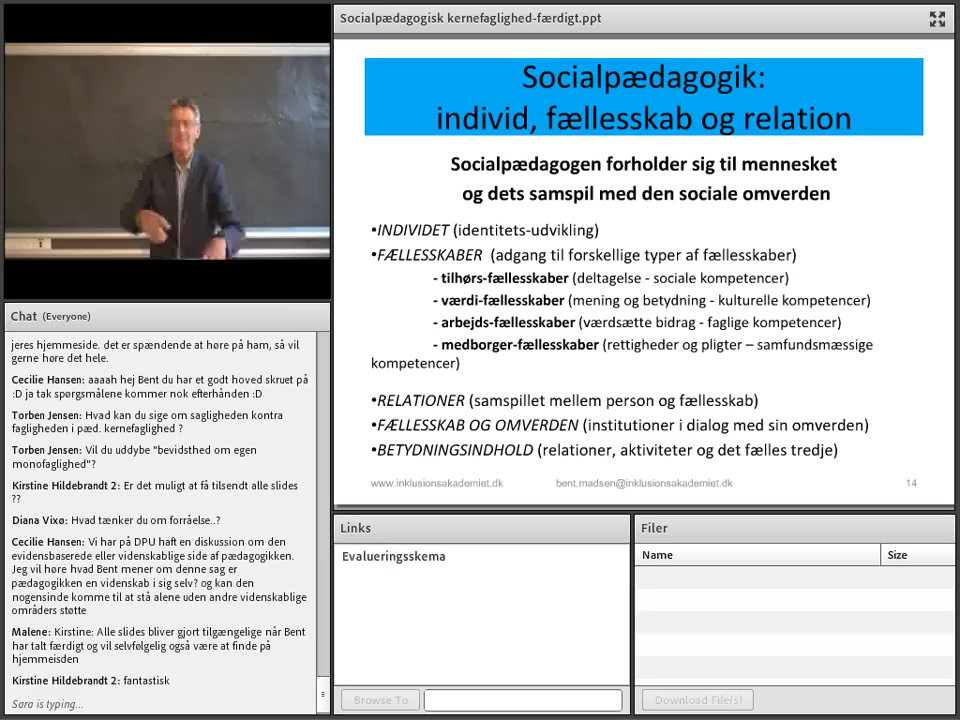 Socialpædagogisk kernefaglighed-færdigt.ppt
Socialpædagogik:
individ, fællesskab og relation
Socialpædagogen forholder sig til mennesket
og dets samspil med den sociale omverden
•INDIVIDET (identitets-udvikling)
•FÆLLESSKABER (adgang til forskellige typer af fællesskaber)
- tilhørs-fællesskaber (deltagelse - sociale kompetencer)
- værdi-fællesskaber (mening og betydning - kulturelle kompetencer)
- arbejds-fællesskaber (værdsætte bidrag - faglige kompetencer)
- medborger-fællesskaber (rettigheder og pligter – samfundsmæssige
kompetencer)
•RELATIONER (samspillet mellem person og fællesskab)
•FÆLLESKAB OG OMVERDEN (institutioner i dialog med sin omverden)
•BETYDNINGSINDHOLD (relationer, aktiviteter og det fælles tredje)
www.inklusionsakademiet.dk bent.madsen@inklusionsakademiet.dk 14
Chat (Everyone)
jeres hjemmeside. det er spændende at høre på ham, så vil
gerne høre det hele.
Cecilie Hansen: aaaah hej Bent du har et godt hoved skruet på
:D ja tak spørgsmålene kommer nok efterhånden :D
Torben Jensen: Hvad kan du sige om sagligheden kontra
fagligheden i pæd. kernefaglighed ?
Torben Jensen: Vil du uddybe "bevidsthed om egen
monofaglighed"?
Kirstine Hildebrandt 2: Er det muligt at få tilsendt alle slides
??
Diana Vixø: Hvad tænker du om forråelse..?
Cecilie Hansen: Vi har på DPU haft en diskussion om den
evidensbaserede eller videnskablige side af pædagogikken.
Jeg vil høre hvad Bent mener om denne sag er
pædagogikken en videnskab i sig selv? og kan den
nogensinde komme til at stå alene uden andre videnskablige
områders støtte
Malene: Kirstine: Alle slides bliver gjort tilgængelige når Bent
har talt færdigt og vil selvfølgelig også være at finde på
hjemmeisden
Kirstine Hildebrandt 2: fantastisk
Sara is typing...
Links
Evalueringsskema
Browse To
Filer
Name Size
Download File(s)